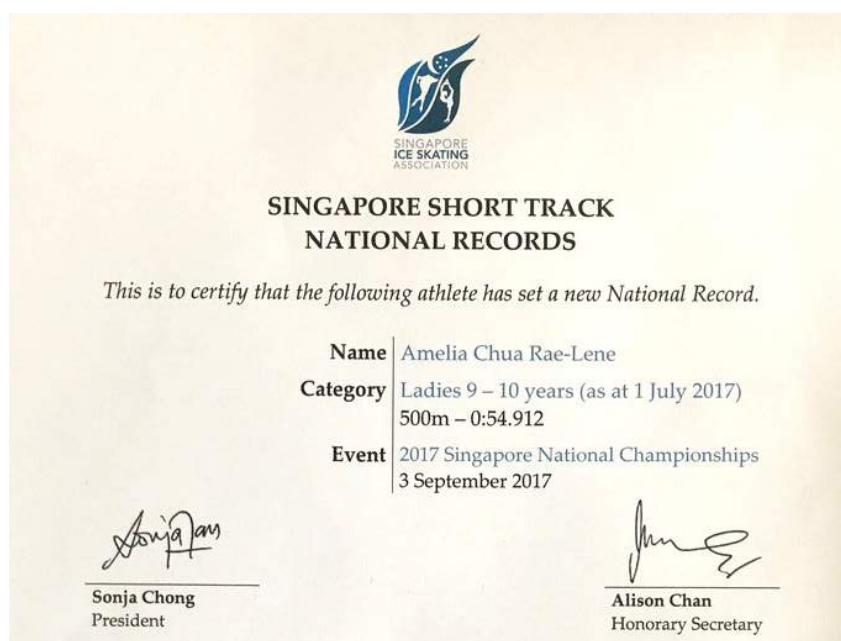 SINGAPORE
ICE SKATING
ASSOCIATION
SINGAPORE SHORT TRACK
NATIONAL RECORDS
This is to certify that the following athlete has set a new National Record.
Name Amelia Chua Rae-Lene
Category Ladies 9 – 10 years (as at 1 July 2017)
500m – 0:54.912
Event 2017 Singapore National Championships
3 September 2017
Sonja Chong
President
Alison Chan
Honorary Secretary